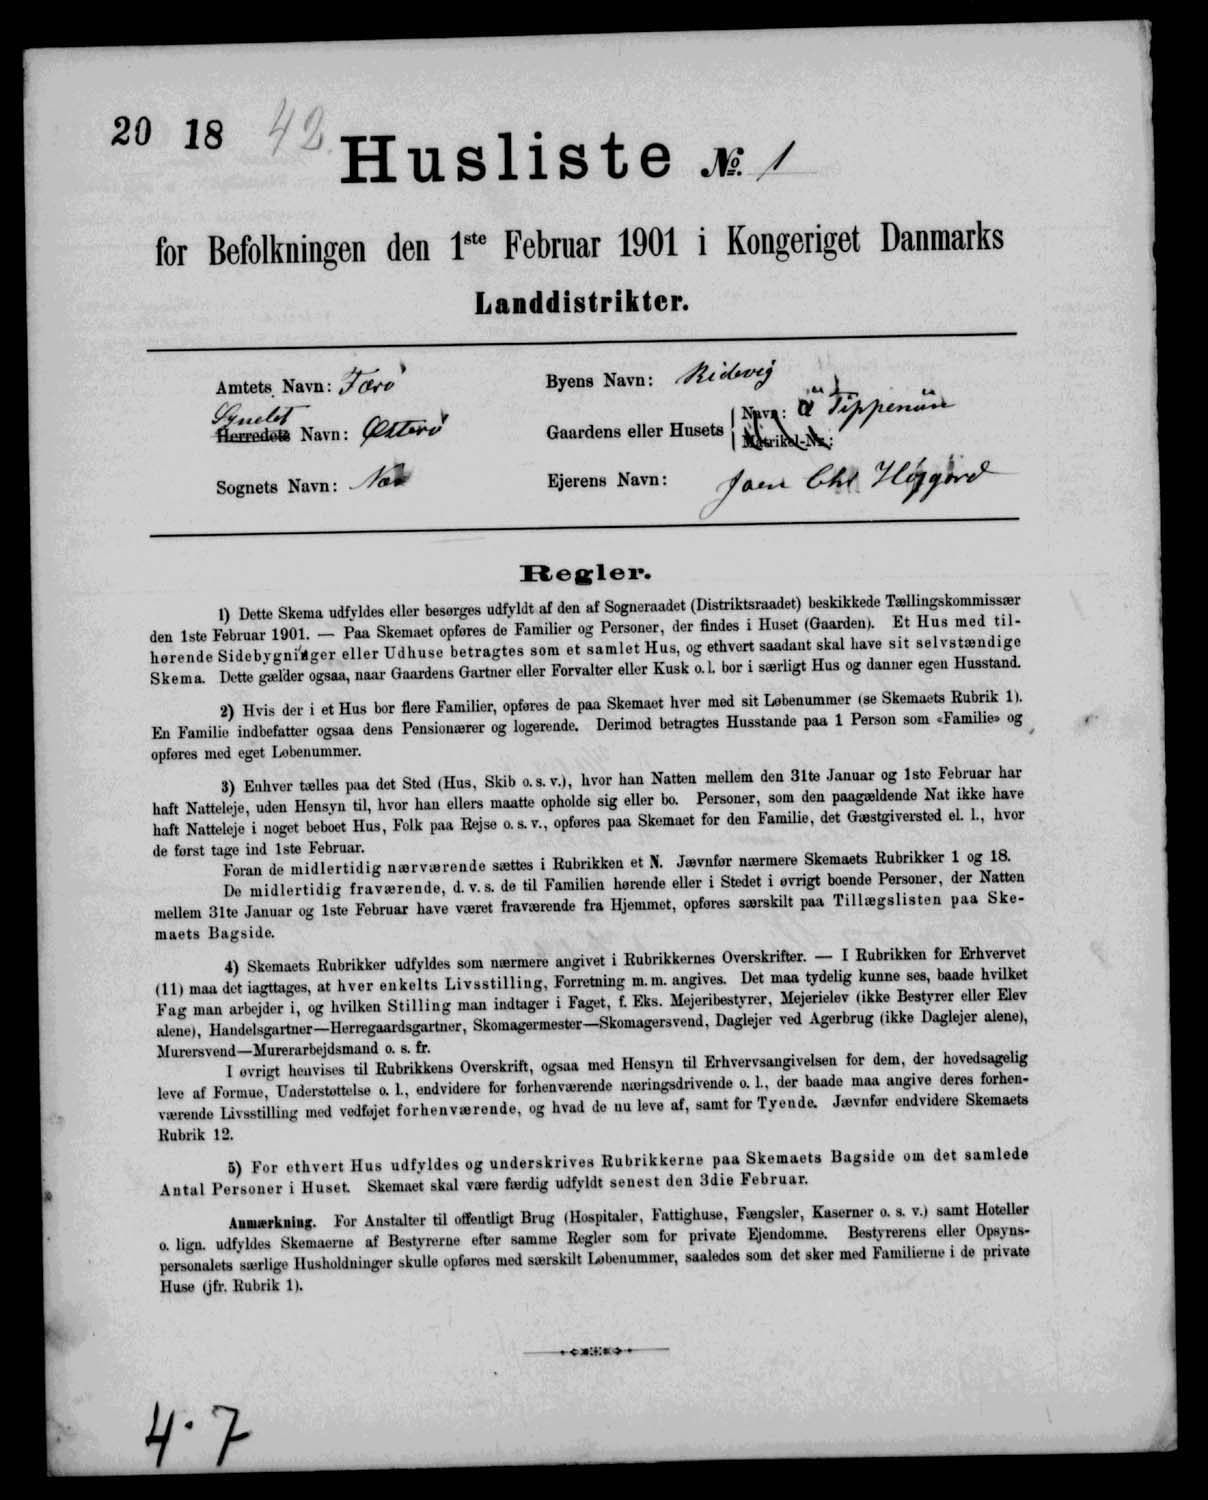 20 18 42
Husliste No. 1
for Befolkningen den 1ste Februar 1901 i Kongeriget Danmarks
Landdistrikter.
Amtets Navn: Færö
Byens Navn: Ridevig
Sysselet
Herredets Navn: Østerö
Gaardens eller Husets
Navn: á Tippenün
Matrikel-Nr.:
Sognets Navn:
Ejerens Navn: Joen Chr Højgord
Regler.
1) Dette Skema udfyldes eller besørges udfyldt af den af Sogneraadet (Distriktsraadet) beskikkede Tællingskommissær
den 1ste Februar 1901. — Paa Skemaet opføres de Familier og Personer, der findes i Huset (Gaarden). Et Hus med til-
hørende Sidebygninger eller Udhuse betragtes som et samlet Hus, og ethvert saadant skal have sit selvstændige
Skema. Dette gælder ogsaa, naar Gaardens Gartner eller Forvalter eller Kusk o. l. bor i særligt Hus og danner egen Husstand.
2) Hvis der i et Hus bor flere Familier, opføres de paa Skemaet hver med sit Løbenummer (se Skemaets Rubrik 1).
En Familie indbefatter ogsaa dens Pensionærer og logerende. Derimod betragtes Husstande paa 1 Person som «Familie» og
opføres med eget Løbenummer.
3) Enhver tælles paa det Sted (Hus, Skib o. s. v.), hvor han Natten mellem den 31te Januar og 1ste Februar har
haft Natteleje, uden Hensyn til, hvor han ellers maatte opholde sig eller bo. Personer, som den paagældende Nat ikke have
haft Natteleje i noget beboet Hus, Folk paa Rejse o. s. v., opføres paa Skemaet for den Familie, det Gæstgiversted el. l., hvor
de først tage ind 1ste Februar.
Foran de midlertidig nærværende sættes i Rubrikken et N. Jævnfør nærmere Skemaets Rubrikker 1 og 18.
De midlertidig fraværende, d. v. s. de til Familien hørende eller i Stedet i øvrigt boende Personer, der Natten
mellem 31te Januar og 1ste Februar have været fraværende fra Hjemmet, opføres særskilt paa Tillægslisten paa Ske-
maets Bagside.
4) Skemaets Rubrikker udfyldes som nærmere angivet i Rubrikkernes Overskrifter. — I Rubrikken for Erhvervet
(11) maa det iagttages, at hver enkelts Livsstilling, Forretning m. m. angives. Det maa tydelig kunne ses, baade hvilket
Fag man arbejder i, og hvilken Stilling man indtager i Faget, f. Eks. Mejeribestyrer, Mejerielev (ikke Bestyrer eller Elev
alene), Handelsgartner—Herregaardsgartner, Skomagermester—Skomagersvend, Daglejer ved Agerbrug (ikke Daglejer alene),
Murersvend—Murerarbejdsmand o. s. fr.
I øvrigt henvises til Rubrikkens Overskrift, ogsaa med Hensyn til Erhvervsangivelsen for dem, der hovedsagelig
leve af Formue, Understøttelse o. l., endvidere for forhenværende næringsdrivende o. l., der baade maa angive deres forhen-
værende Livsstilling med vedføjet forhenværende, og hvad de nu leve af, samt for Tyende. Jævnfør endvidere Skemaets
Rubrik 12.
5) For ethvert Hus udfyldes og underskrives Rubrikkerne paa Skemaets Bagside om det samlede
Antal Personer i Huset. Skemaet skal være færdig udfyldt senest den 3die Februar.
Anmærkning. For Anstalter til offentligt Brug (Hospitaler, Fattighuse, Fængsler, Kaserner o. s. v.) samt Hoteller
o. lign. udfyldes Skemaerne af Bestyrerne efter samme Regler som for private Ejendomme. Bestyrerens eller Opsyns-
personalets særlige Husholdninger skulle opføres med særskilt Løbenummer, saaledes som det sker med Familierne i de private
Huse (jfr. Rubrik 1).
4.7